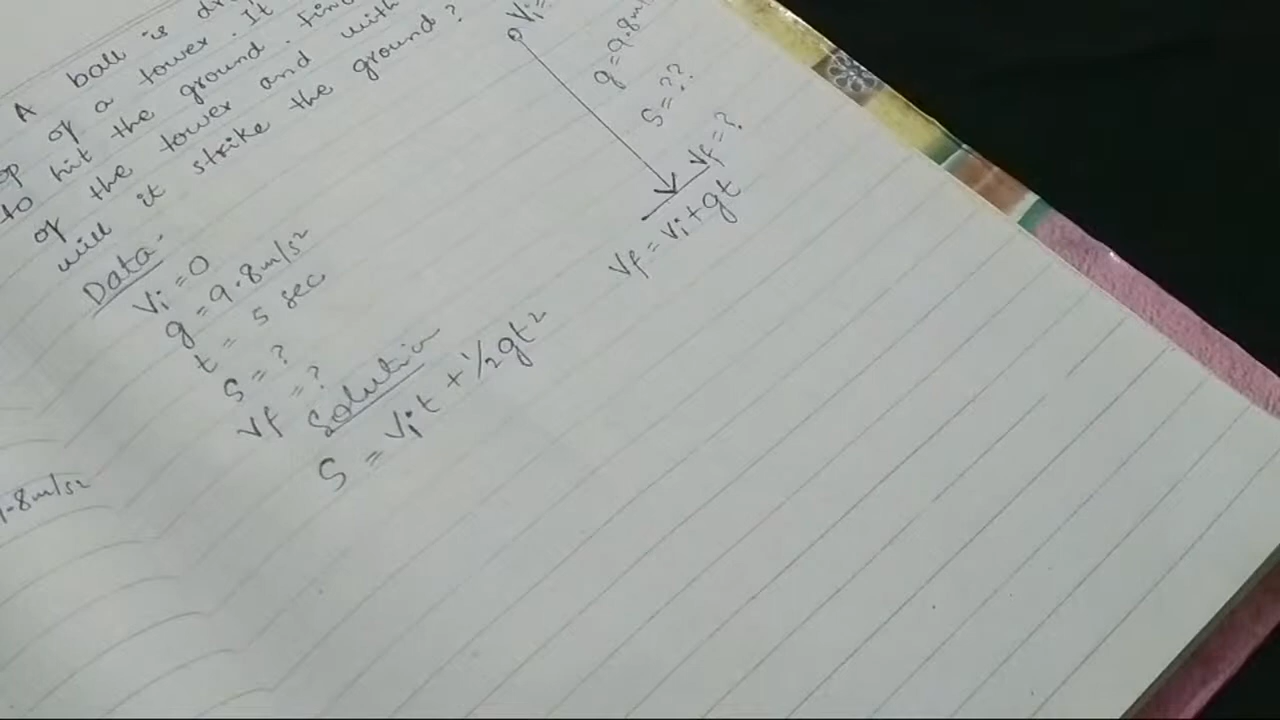 A ball is
op of a tower. It
to hit the ground. find
of the tower and with
will it strike the ground?
Data:
Vi = 0
g = 9.8m/s2
t = 5 sec
S = ?
Vf = ?
Solution
S = Vit + 1/2gt2
Vi=
g=9.8m/
S=??
Vf=?
Vf = Vi+gt
.8m/s2